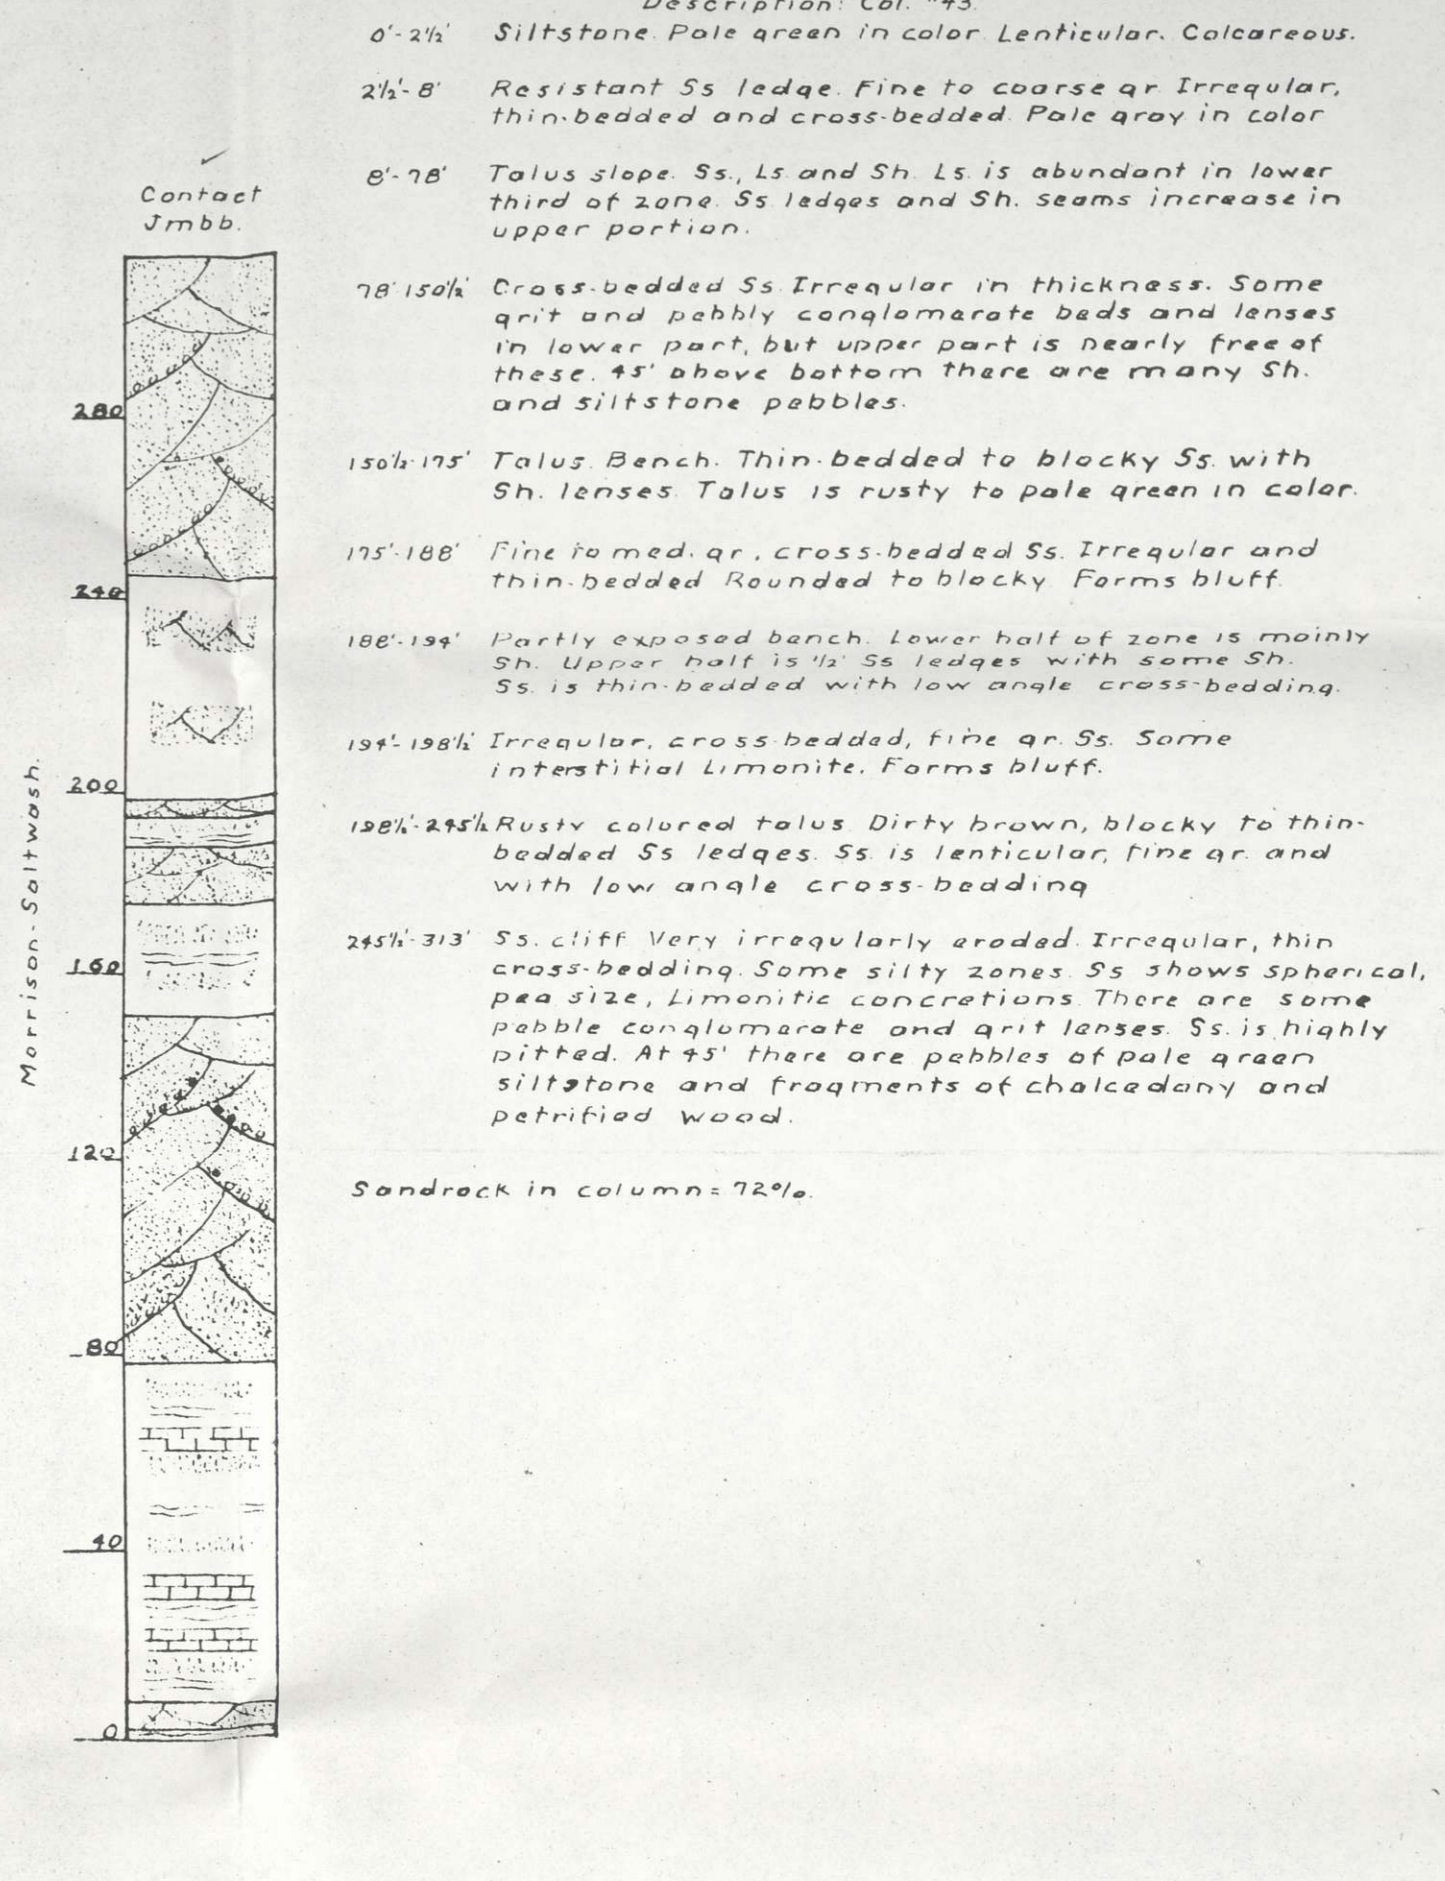 Description: Col. #43.
0'-2½' Siltstone. Pale green in color. Lenticular. Calcareous.
2½'-8' Resistant Ss ledge. Fine to coarse gr. Irregular,
thin-bedded and cross-bedded. Pale gray in color
8'-78' Talus slope. Ss., Ls. and Sh. Ls. is abundant in lower
third of zone. Ss. ledges and Sh. seams increase in
upper portion.
78'-150½' Cross-bedded Ss. Irregular in thickness. Some
grit and pebbly conglomerate beds and lenses
in lower part, but upper part is nearly free of
these. 45' above bottom there are many Sh.
and siltstone pebbles.
150½-175' Talus Bench. Thin-bedded to blocky Ss. with
Sh. lenses. Talus is rusty to pale green in color.
175'-188' Fine to med. gr., cross-bedded Ss. Irregular and
thin-bedded Rounded to blocky. Forms bluff.
188'-194' Partly exposed bench. Lower half of zone is mainly
Sh. Upper half is ½' Ss ledges with some Sh.
Ss. is thin-bedded with low angle cross-bedding.
194'-198½' Irregular, cross-bedded, fine gr. Ss. Some
interstitial Limonite. Forms bluff.
198½'-245½ Rusty colored talus. Dirty brown, blocky to thin-
bedded Ss ledges. Ss. is lenticular, fine gr. and
with low angle cross-bedding
245½'-313' Ss. cliff. Very irregularly eroded. Irregular, thin
cross-bedding. Some silty zones. Ss shows spherical,
pea size, Limonitic concretions. There are some
pebble conglomerate and grit lenses. Ss. is highly
pitted. At 45' there are pebbles of pale green
siltstone and fragments of chalcedony and
petrified wood.
Sandrock in column = 72%.
Contact
Jmbb.
280
240
200
160
120
80
40
0
Morrison-Saltwash.